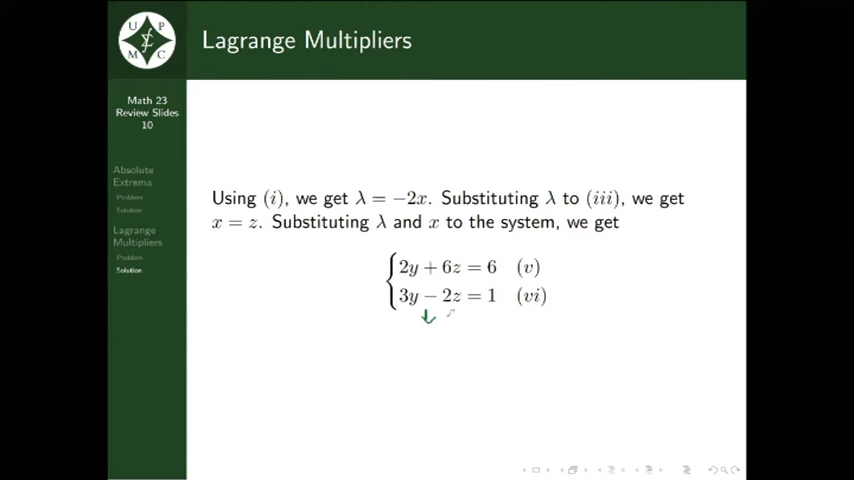 U P
M C
Lagrange Multipliers
Math 23
Review Slides
10
Absolute
Extrema
Problem
Solution
Lagrange
Multipliers
Problem
Solution
Using (i), we get λ = −2x. Substituting λ to (iii), we get
x = z. Substituting λ and x to the system, we get
2y + 6z = 6 (v)
3y − 2z = 1 (vi)